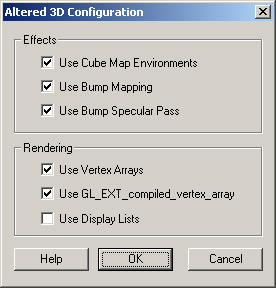 Altered 3D Configuration
Effects
Use Cube Map Environments
Use Bump Mapping
Use Bump Specular Pass
Rendering
Use Vertex Arrays
Use GL_EXT_compiled_vertex_array
Use Display Lists
Help OK Cancel